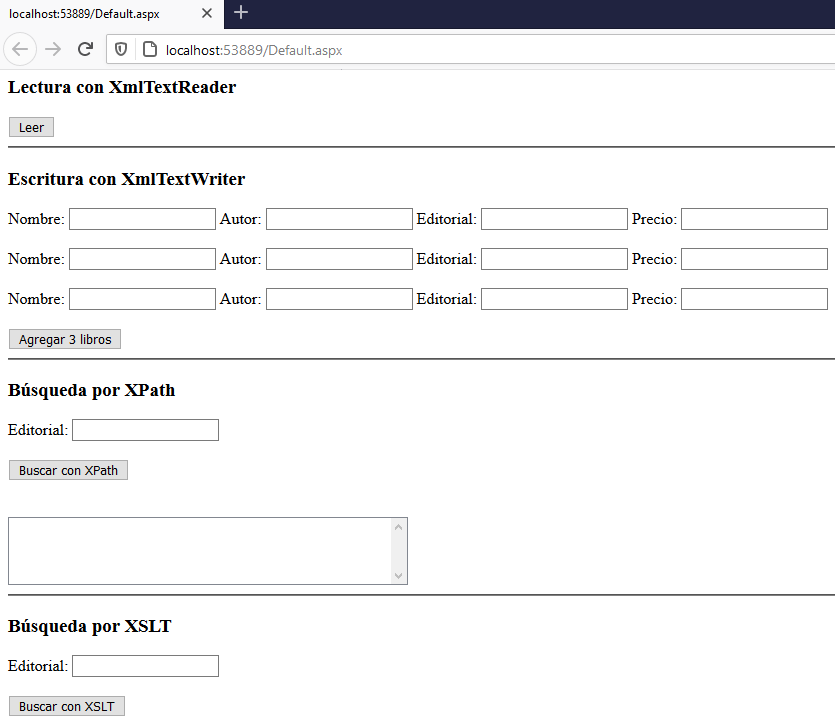 localhost:53889/Default.aspx
localhost:53889/Default.aspx
Lectura con XmlTextReader
Leer
Escritura con XmlTextWriter
Nombre: Autor: Editorial: Precio:
Nombre: Autor: Editorial: Precio:
Nombre: Autor: Editorial: Precio:
Agregar 3 libros
Búsqueda por XPath
Editorial:
Buscar con XPath
Búsqueda por XSLT
Editorial:
Buscar con XSLT